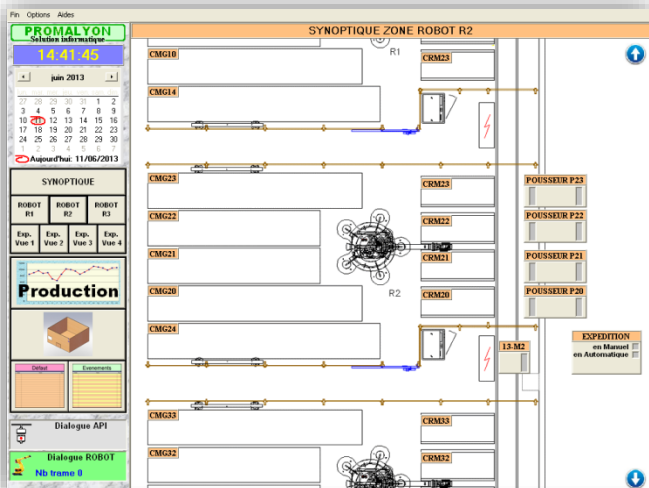 Fin Options Aides
PROMALYON
Solution informatique
14:41:45
juin 2013
27 28 29 30 31 1 2
3 4 5 6 7 8 9
10 11 12 13 14 15 16
17 18 19 20 21 22 23
24 25 26 27 28 29 30
1 2 3 4 5 6 7
Aujourd'hui: 11/06/2013
SYNOPTIQUE
ROBOT R1
ROBOT R2
ROBOT R3
Exp. Vue 1
Exp. Vue 2
Exp. Vue 3
Exp. Vue 4
Production
Défaut
Evenements
Dialogue API
Dialogue ROBOT
Nb trame 0
SYNOPTIQUE ZONE ROBOT R2
CMG10
R1
CRM23
CMG14
CMG23
CRM23
POUSSEUR P23
CMG22
CRM22
POUSSEUR P22
CMG21
CRM21
POUSSEUR P21
CMG20
R2
CRM20
POUSSEUR P20
CMG24
13-M2
EXPEDITION
en Manuel
en Automatique
CMG33
CRM33
CMG32
CRM32